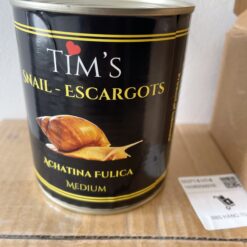 TIM'S
SNAIL - ESCARGOTS
ACHATINA FULICA
MEDIUM